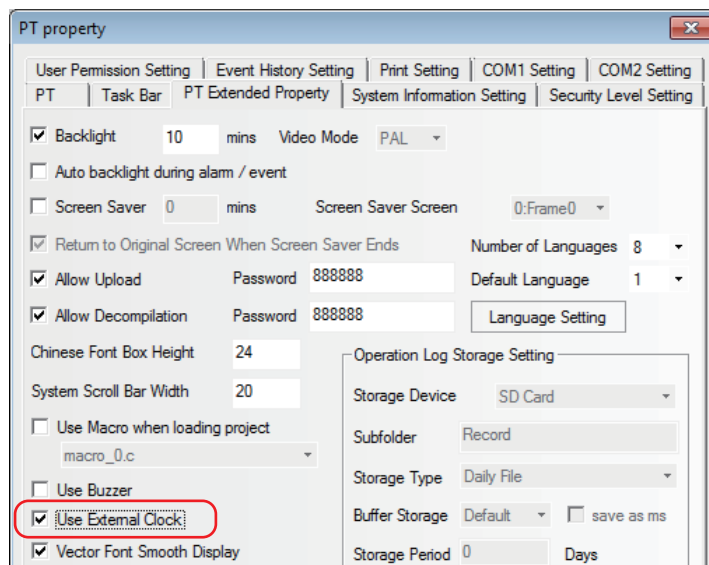 PT property
User Permission Setting Event History Setting Print Setting COM1 Setting COM2 Setting
PT Task Bar PT Extended Property System Information Setting Security Level Setting
Backlight 10 mins Video Mode PAL
Auto backlight during alarm / event
Screen Saver 0 mins Screen Saver Screen 0:Frame0
Return to Original Screen When Screen Saver Ends Number of Languages 8
Allow Upload Password 888888 Default Language 1
Allow Decompilation Password 888888 Language Setting
Chinese Font Box Height 24 Operation Log Storage Setting
System Scroll Bar Width 20 Storage Device SD Card
Use Macro when loading project
Subfolder Record
macro_0.c
Storage Type Daily File
Use Buzzer
Use External Clock Buffer Storage Default save as ms
Vector Font Smooth Display Storage Period 0 Days